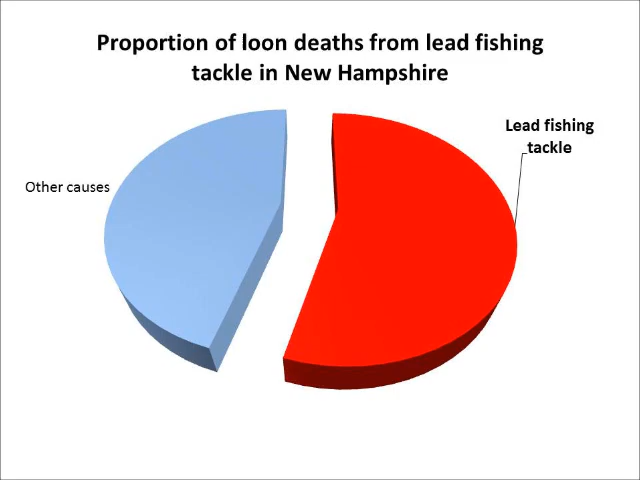 Proportion of loon deaths from lead fishing
tackle in New Hampshire
Lead fishing
tackle
Other causes